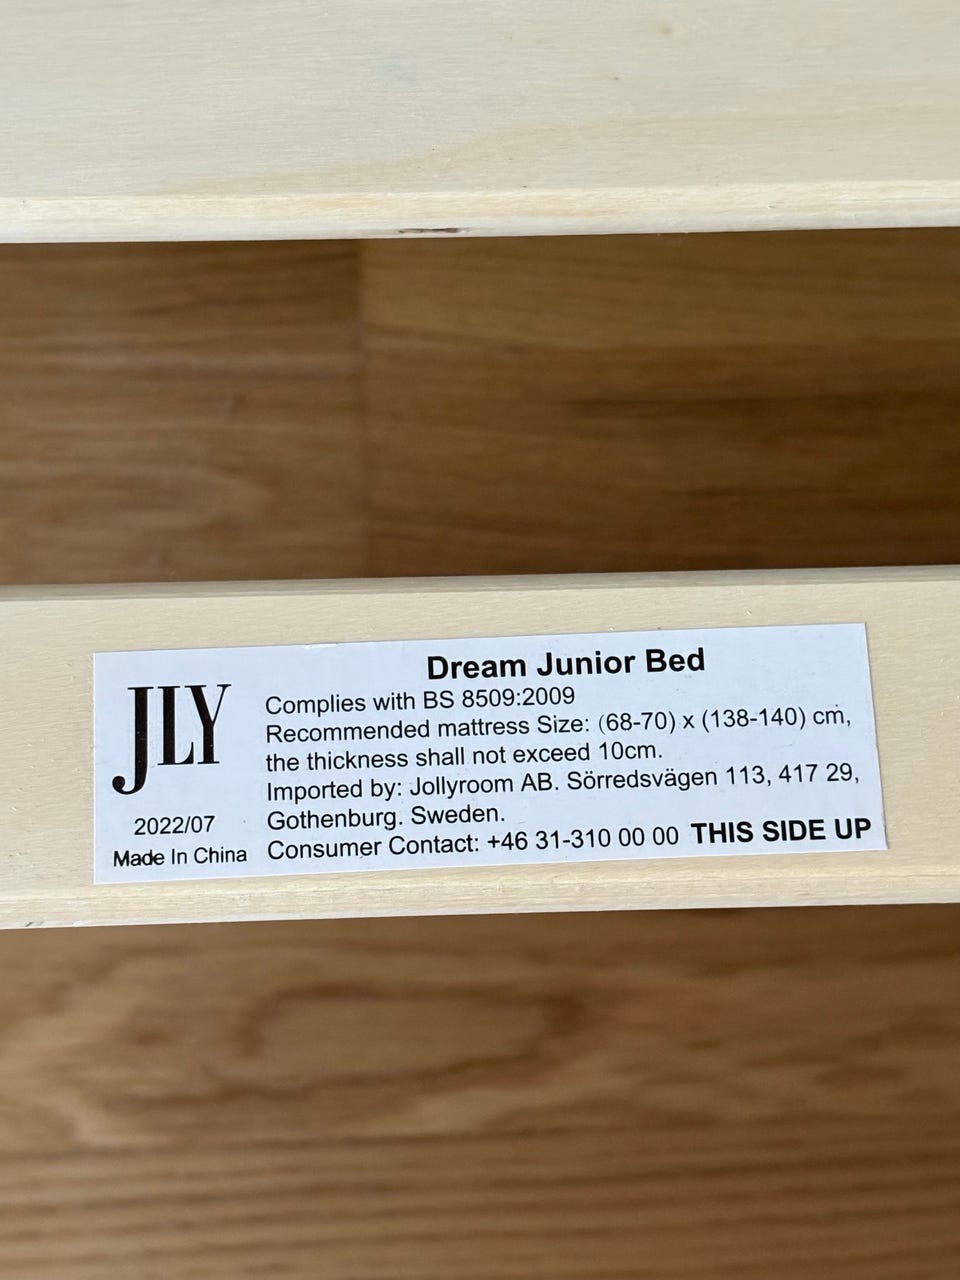 Dream Junior Bed
JLY
Complies with BS 8509:2009
Recommended mattress Size: (68-70) x (138-140) cm,
the thickness shall not exceed 10cm.
Imported by: Jollyroom AB. Sörredsvägen 113, 417 29,
Gothenburg. Sweden.
Consumer Contact: +46 31-310 00 00 THIS SIDE UP
2022/07
Made In China